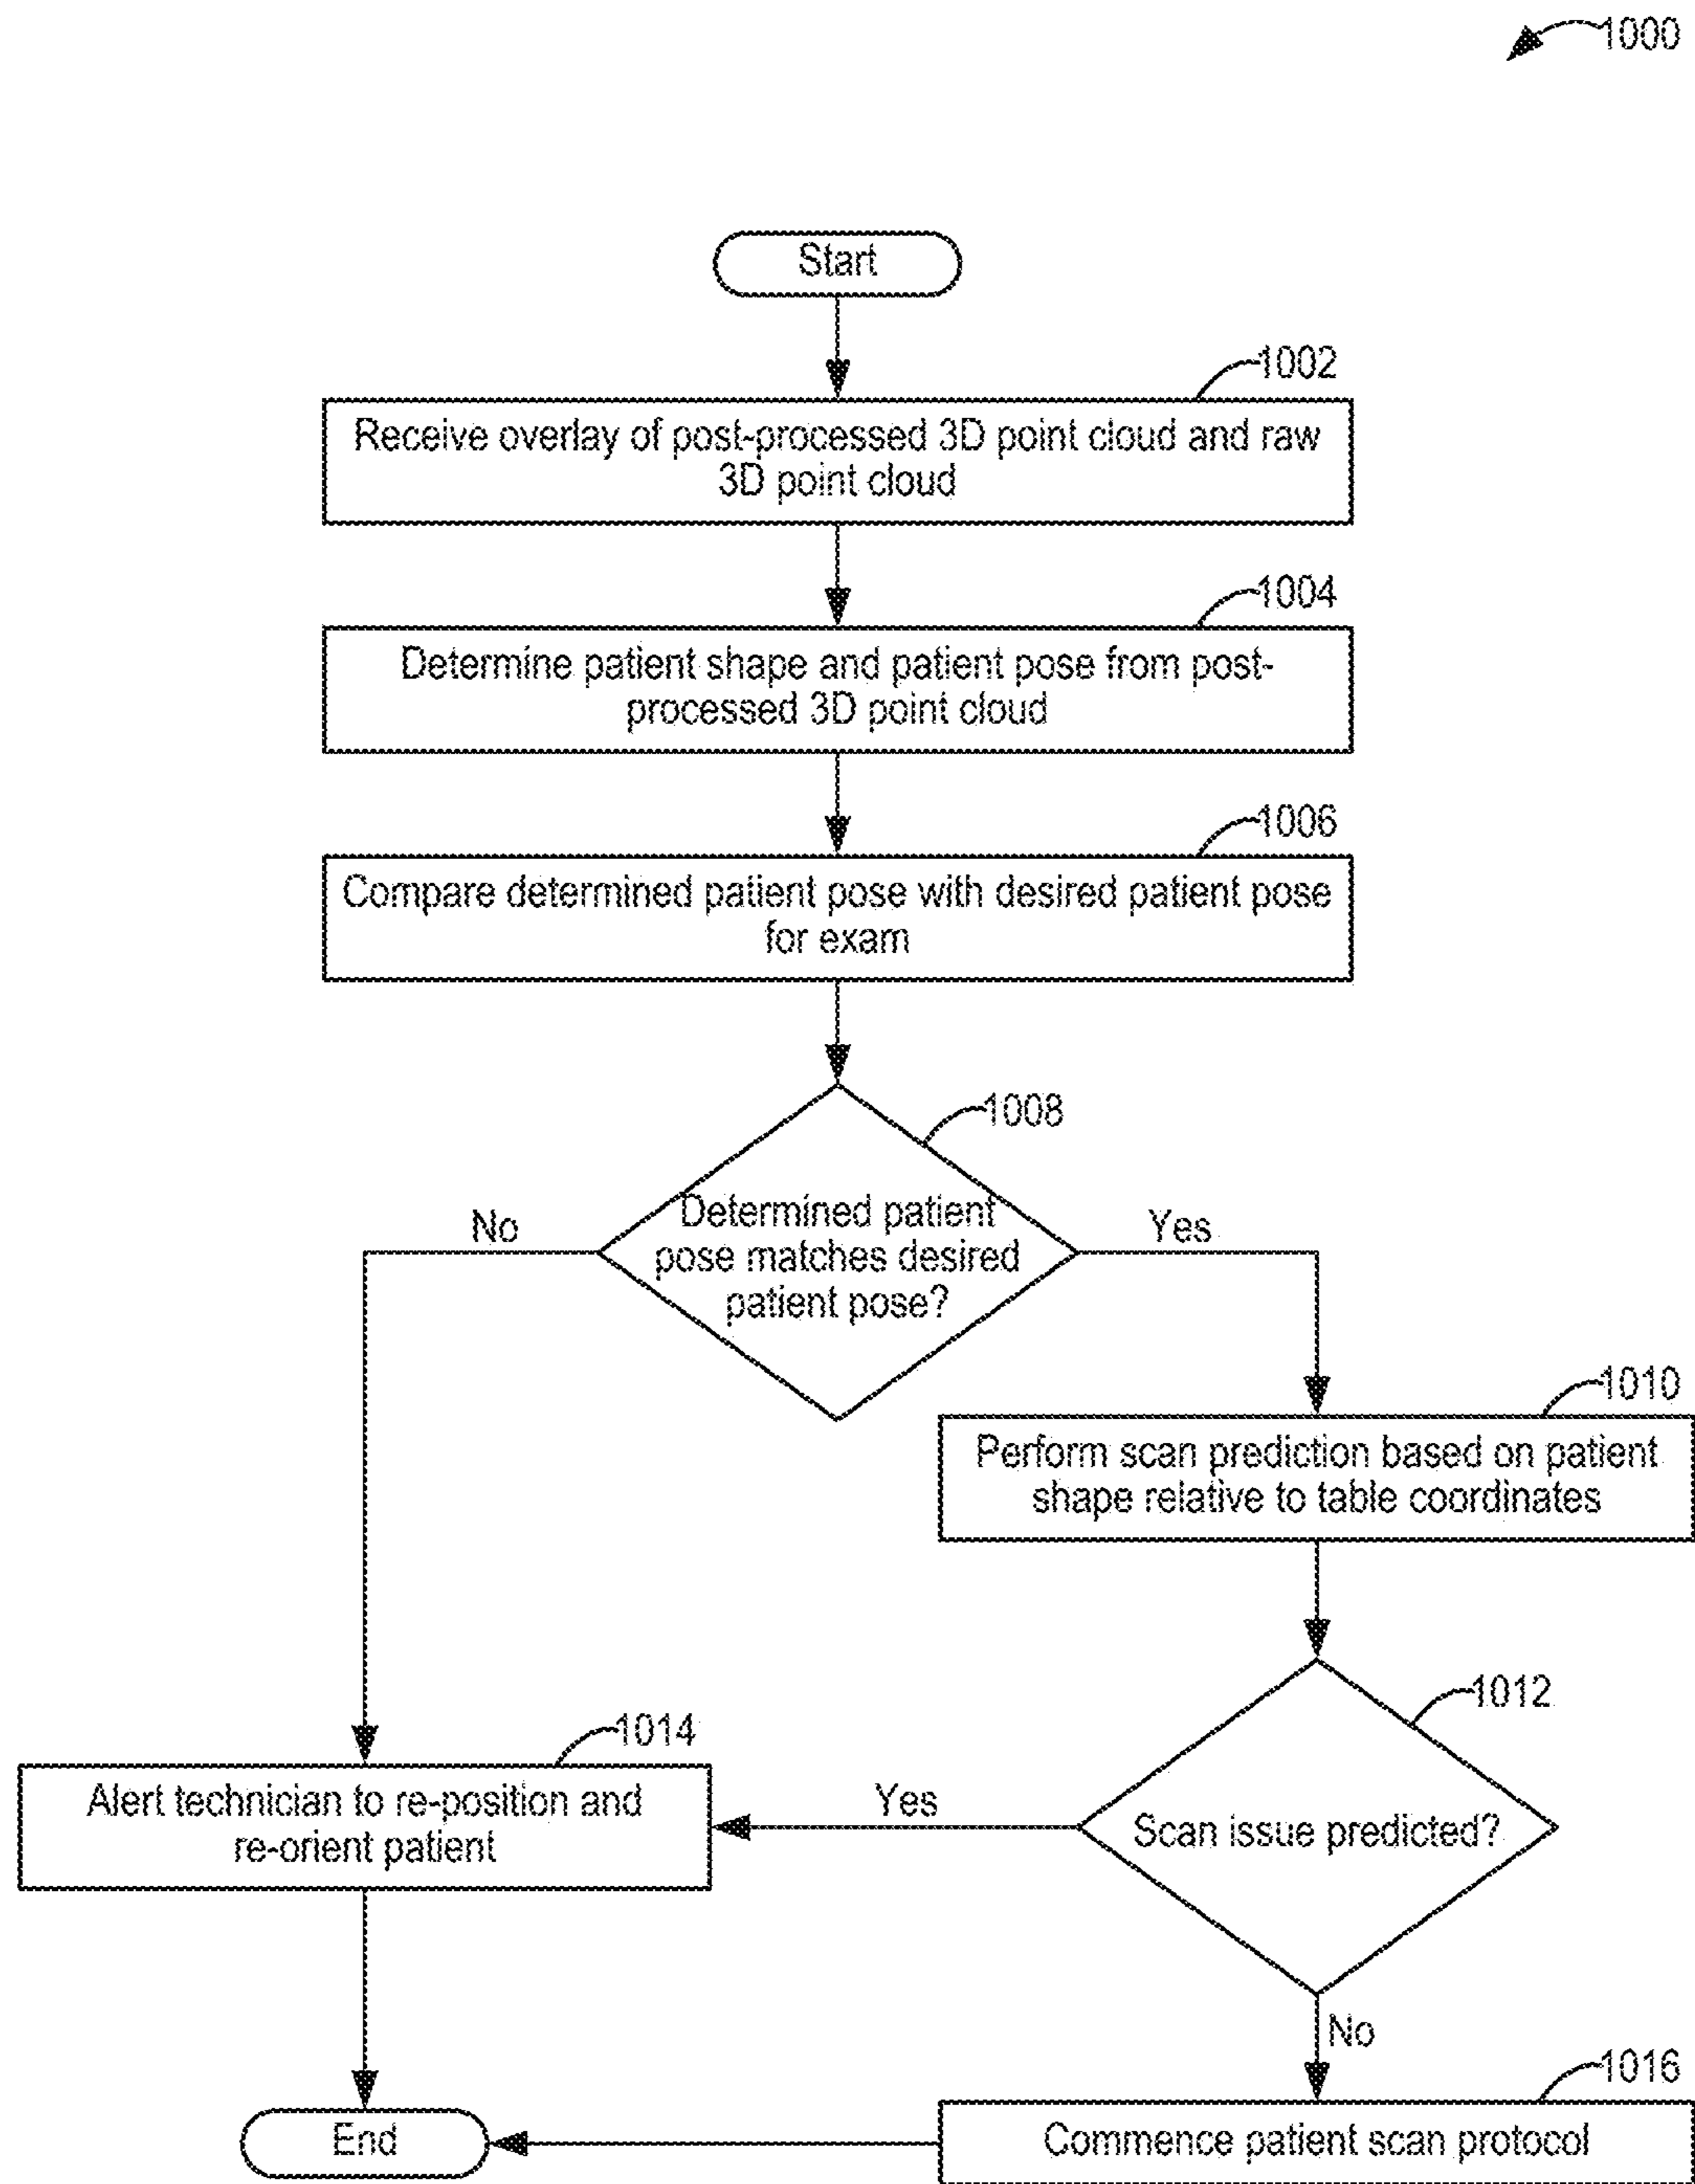 1000
Start
1002
Receive overlay of post-processed 3D point cloud and raw
3D point cloud
1004
Determine patient shape and patient pose from post-
processed 3D point cloud
1006
Compare determined patient pose with desired patient pose
for exam
1008
Determined patient
pose matches desired
patient pose?
No
Yes
1010
Perform scan prediction based on patient
shape relative to table coordinates
1012
Scan issue predicted?
Yes
1014
Alert technician to re-position and
re-orient patient
No
1016
Commence patient scan protocol
End